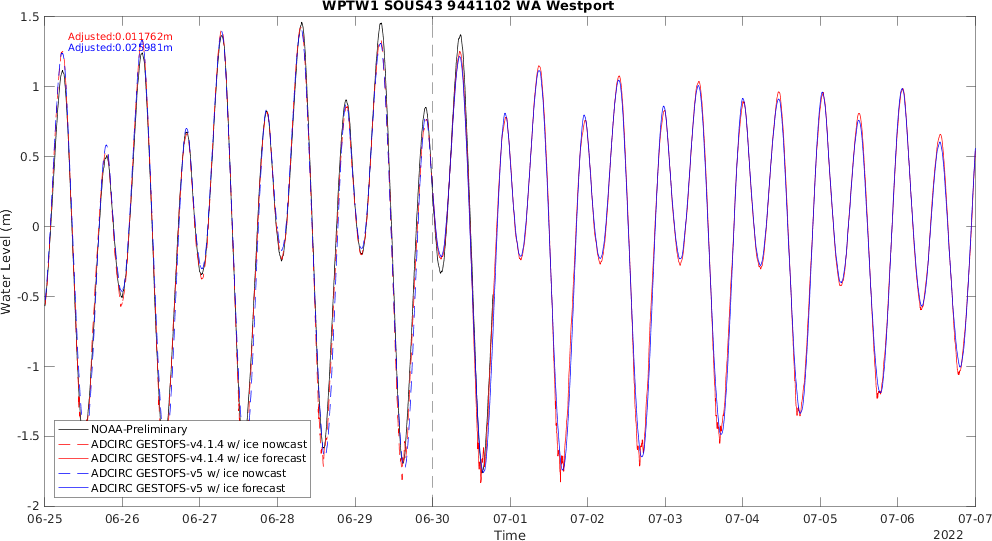 WPTW1 SOUS43 9441102 WA Westport
Adjusted:0.011762m
Water Level (m)
1.5
1
0.5
0
-0.5
-1
-1.5
-2
NOAA-Preliminary
ADCIRC GESTOFS-v4.1.4 w/ ice nowcast
ADCIRC GESTOFS-v4.1.4 w/ ice forecast
ADCIRC GESTOFS-v5 w/ ice nowcast
ADCIRC GESTOFS-v5 w/ ice forecast
06-25 06-26 06-27 06-28 06-29 06-30 07-01 07-02 07-03 07-04 07-05 07-06 07-07
Time
2022